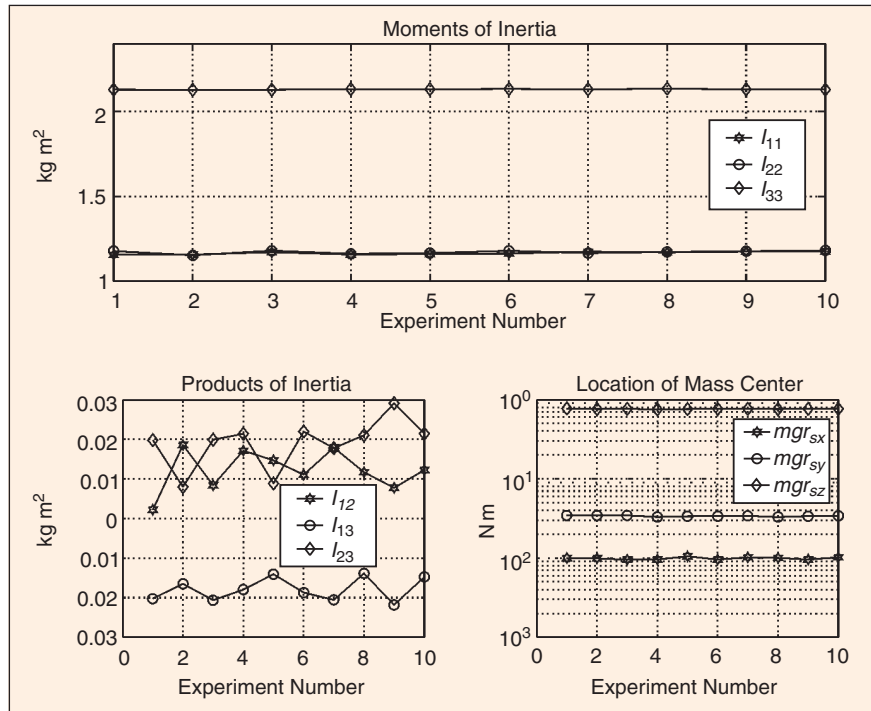 Moments of Inertia
kg m²
2
1.5
1
I₁₁
I₂₂
I₃₃
1 2 3 4 5 6 7 8 9 10
Experiment Number
Products of Inertia
kg m²
0.03
0.02
0.01
0
0.01
0.02
0.03
I₁₂
I₁₃
I₂₃
0 2 4 6 8 10
Experiment Number
Location of Mass Center
N m
10⁰
10¹
10²
10³
mgrₛₓ
mgr_sy
mgr_sz
0 2 4 6 8 10
Experiment Number